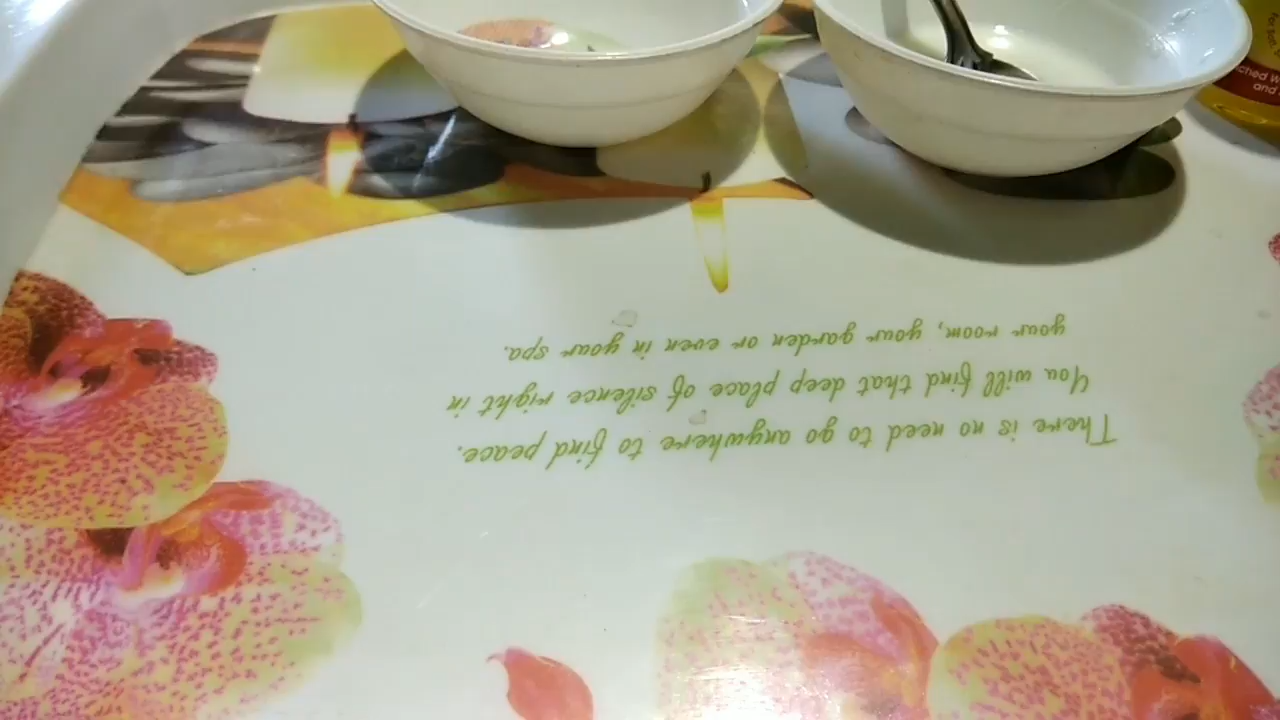 There is no need to go anywhere to find peace.
You will find that deep place of silence right in
your room, your garden or even in your spa.
and